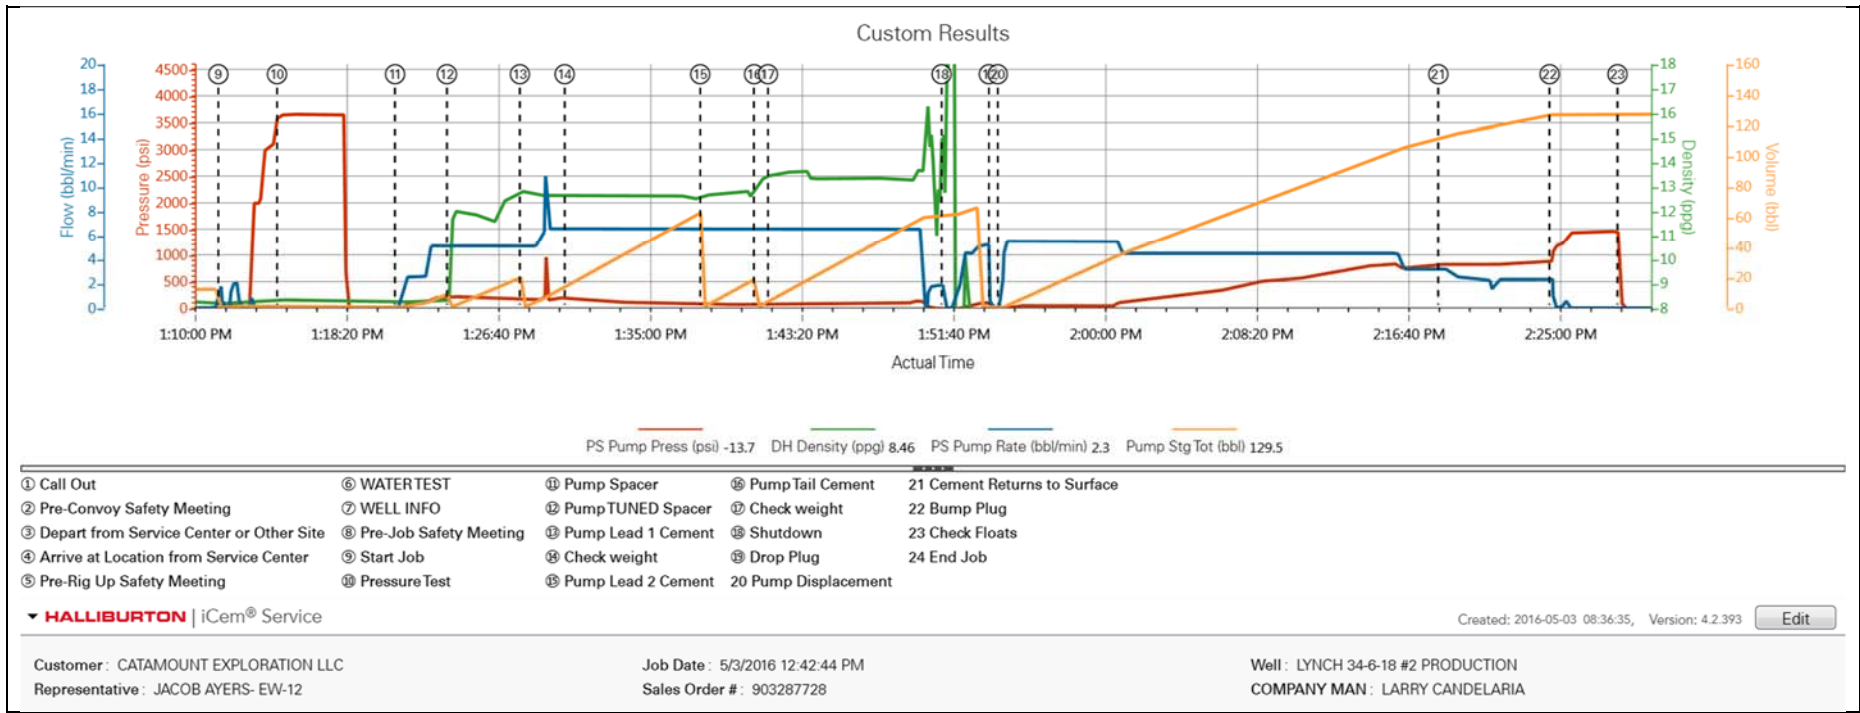 Custom Results
20 18 16 14 12 10 8 6 4 2 0
Flow (bbl/min)
4500 4000 3500 3000 2500 2000 1500 1000 500 0
Pressure (psi)
⑨ ⑩ ⑪ ⑫ ⑬ ⑭ ⑮ ⑯ ⑰ ⑱ ⑳ 21 22 23
18 17 16 15 14 13 12 11 10 9 8
Density (ppg)
160 140 120 100 80 60 40 20 0
Volume (bbl)
1:10:00 PM 1:18:20 PM 1:26:40 PM 1:35:00 PM 1:43:20 PM 1:51:40 PM 2:00:00 PM 2:08:20 PM 2:16:40 PM 2:25:00 PM
Actual Time
PS Pump Press (psi) -13.7 DH Density (ppg) 8.46 PS Pump Rate (bbl/min) 2.3 Pump Stg Tot (bbl) 129.5
① Call Out ⑥ WATER TEST ⑪ Pump Spacer ⑯ Pump Tail Cement 21 Cement Returns to Surface
② Pre-Convoy Safety Meeting ⑦ WELL INFO ⑫ Pump TUNED Spacer ⑰ Check weight 22 Bump Plug
③ Depart from Service Center or Other Site ⑧ Pre-Job Safety Meeting ⑬ Pump Lead 1 Cement ⑱ Shutdown 23 Check Floats
④ Arrive at Location from Service Center ⑨ Start Job ⑭ Check weight ⑲ Drop Plug 24 End Job
⑤ Pre-Rig Up Safety Meeting ⑩ Pressure Test ⑮ Pump Lead 2 Cement 20 Pump Displacement
HALLIBURTON | iCem® Service Created: 2016-05-03 08:36:35, Version: 4.2.393 Edit
Customer : CATAMOUNT EXPLORATION LLC Job Date : 5/3/2016 12:42:44 PM Well : LYNCH 34-6-18 #2 PRODUCTION
Representative : JACOB AYERS- EW-12 Sales Order # : 903287728 COMPANY MAN : LARRY CANDELARIA